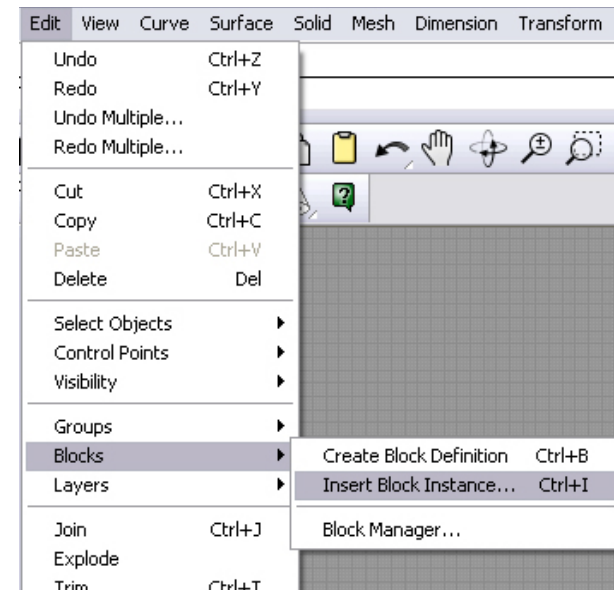 Edit View Curve Surface Solid Mesh Dimension Transform
Undo Ctrl+Z
Redo Ctrl+Y
Undo Multiple...
Redo Multiple...
Cut Ctrl+X
Copy Ctrl+C
Paste Ctrl+V
Delete Del
Select Objects
Control Points
Visibility
Groups
Blocks
Create Block Definition Ctrl+B
Layers
Insert Block Instance... Ctrl+I
Join Ctrl+J
Block Manager...
Explode
Trim Ctrl+T